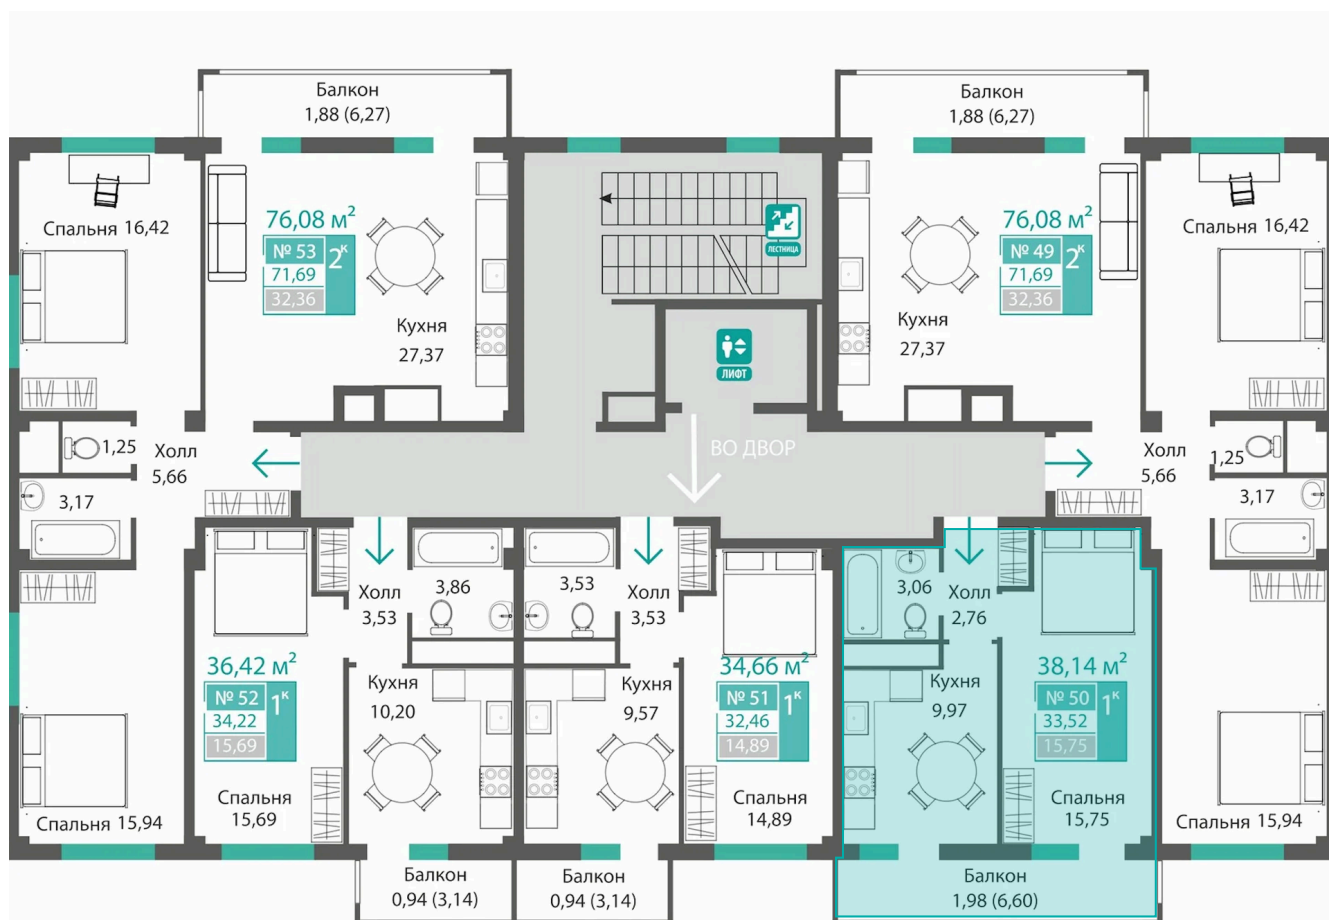 Балкон
1,88 (6,27)
Балкон
1,88 (6,27)
Спальня 16,42
76,08 м²
№ 53
2к
71,69
32,36
Кухня
27,37
ЛЕСТНИЦА
ЛИФТ
76,08 м²
№ 49
2к
71,69
32,36
Кухня
27,37
Спальня 16,42
1,25
Холл
5,66
3,17
ВО ДВОР
Холл
5,66
1,25
3,17
Холл
3,53
3,86
3,53
Холл
3,53
3,06
Холл
2,76
36,42 м²
№ 52
1к
34,22
15,69
Кухня
10,20
Кухня
9,57
34,66 м²
№ 51
1к
32,46
14,89
Кухня
9,97
38,14 м²
№ 50
1к
33,52
15,75
Спальня 15,94
Спальня
15,69
Спальня
14,89
Спальня
15,75
Спальня 15,94
Балкон
0,94 (3,14)
Балкон
0,94 (3,14)
Балкон
1,98 (6,60)